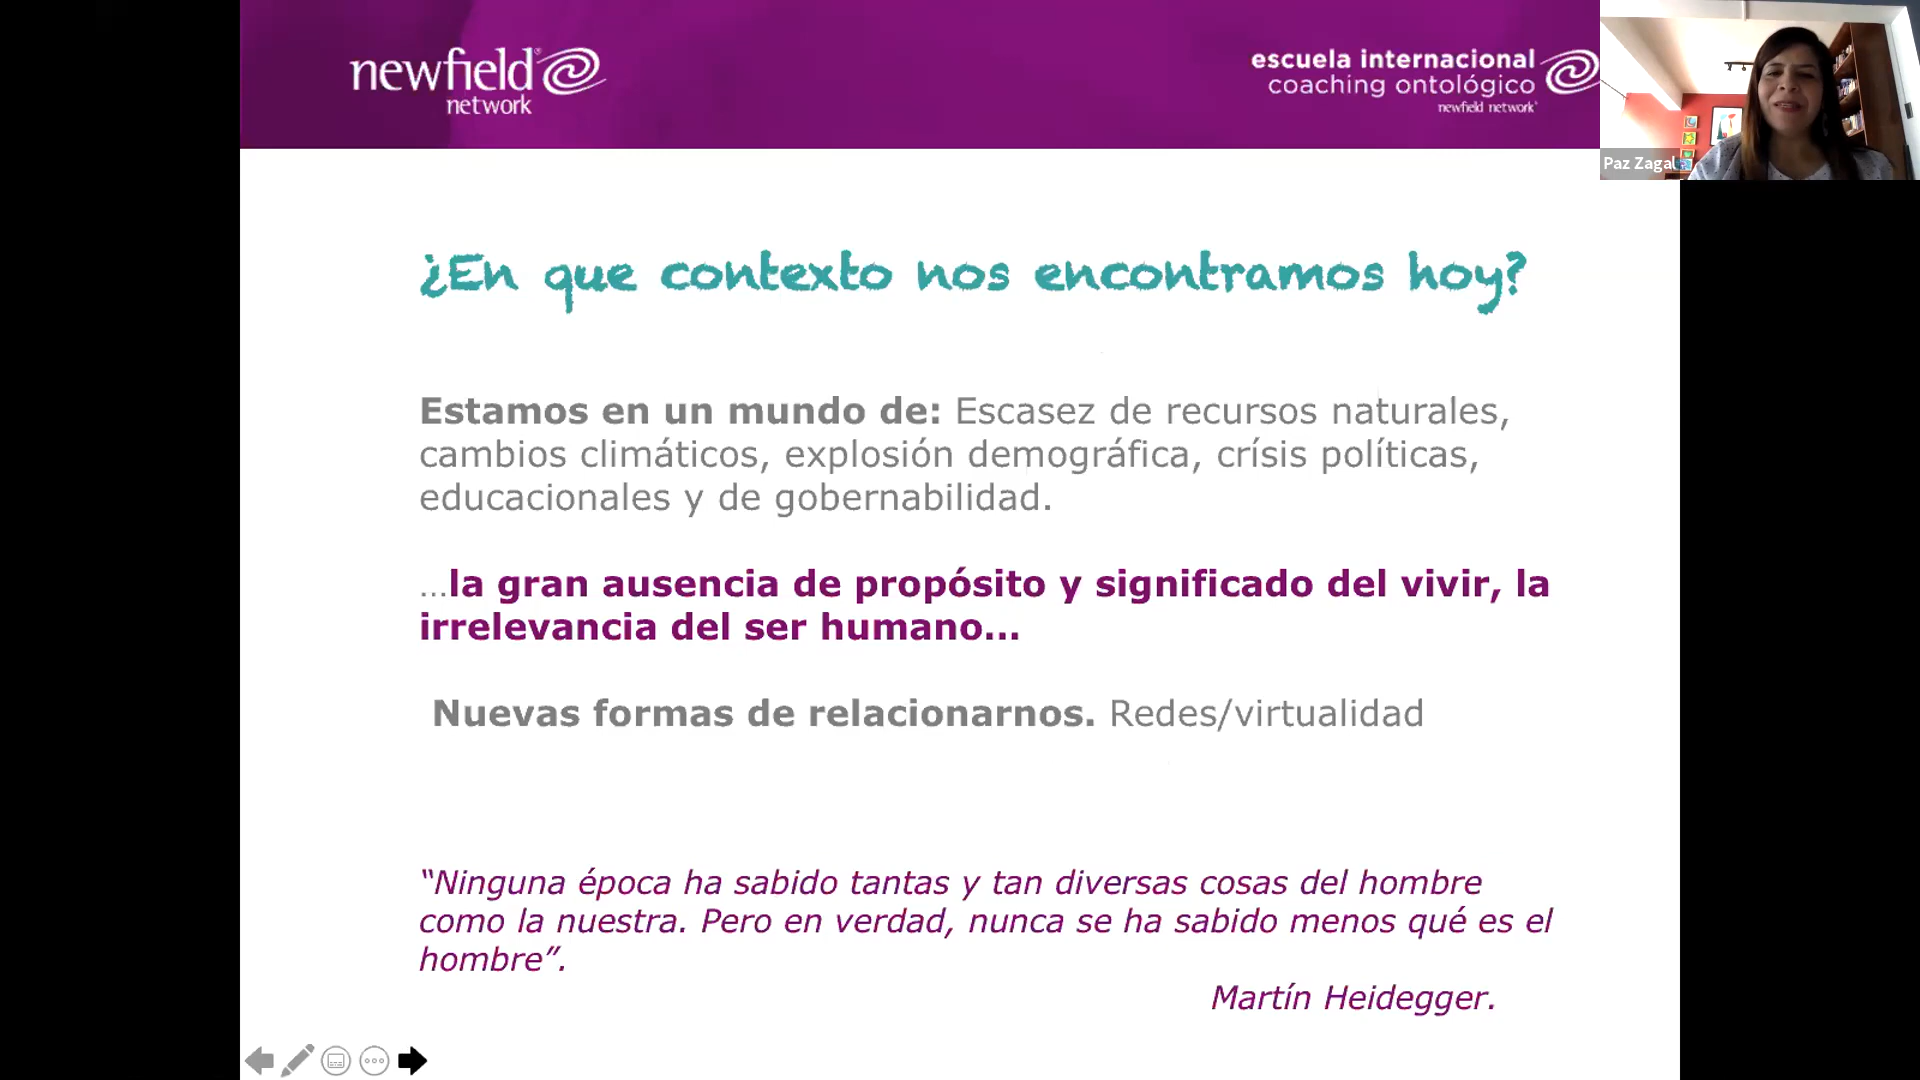 newfield
network
escuela internacional
coaching ontológico
newfield network
Paz Zagal
¿En que contexto nos encontramos hoy?
Estamos en un mundo de: Escasez de recursos naturales,
cambios climáticos, explosión demográfica, crísis políticas,
educacionales y de gobernabilidad.
...la gran ausencia de propósito y significado del vivir, la
irrelevancia del ser humano...
Nuevas formas de relacionarnos. Redes/virtualidad
“Ninguna época ha sabido tantas y tan diversas cosas del hombre
como la nuestra. Pero en verdad, nunca se ha sabido menos qué es el
hombre”.
Martín Heidegger.